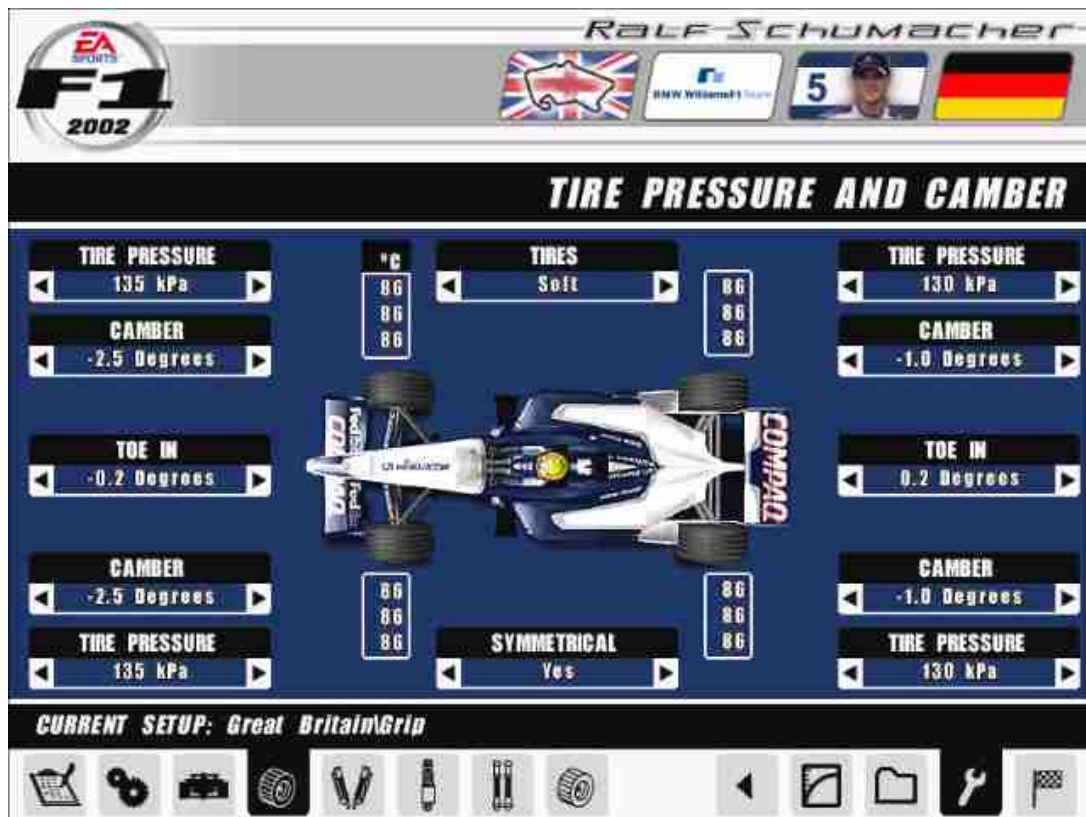 Ralf Schumacher
EA
SPORTS
F1
2002
BMW WilliamsF1 Team
5
TIRE PRESSURE AND CAMBER
TIRE PRESSURE
135 kPa
°C
TIRES
Soft
TIRE PRESSURE
130 kPa
86
86
86
86
86
86
CAMBER
-2.5 Degrees
CAMBER
-1.0 Degrees
TOE IN
-0.2 Degrees
FedEx
COMPAQ
COMPAQ
TOE IN
0.2 Degrees
CAMBER
-2.5 Degrees
86
86
86
86
86
86
CAMBER
-1.0 Degrees
TIRE PRESSURE
135 kPa
SYMMETRICAL
Yes
TIRE PRESSURE
130 kPa
CURRENT SETUP: Great Britain\Grip